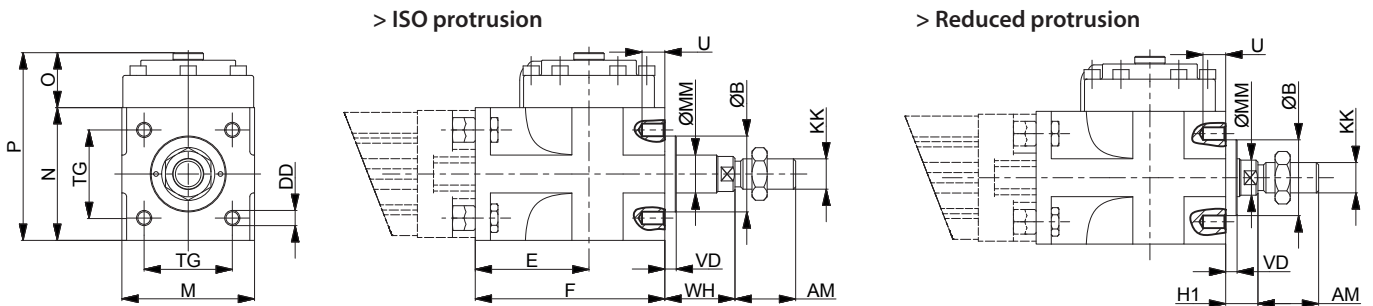 > ISO protrusion
> Reduced protrusion
P
O
N
TG
DD
TG
M
U
ØMM
ØB
KK
E
F
VD
WH
AM
U
ØMM
ØB
KK
VD
H1
AM